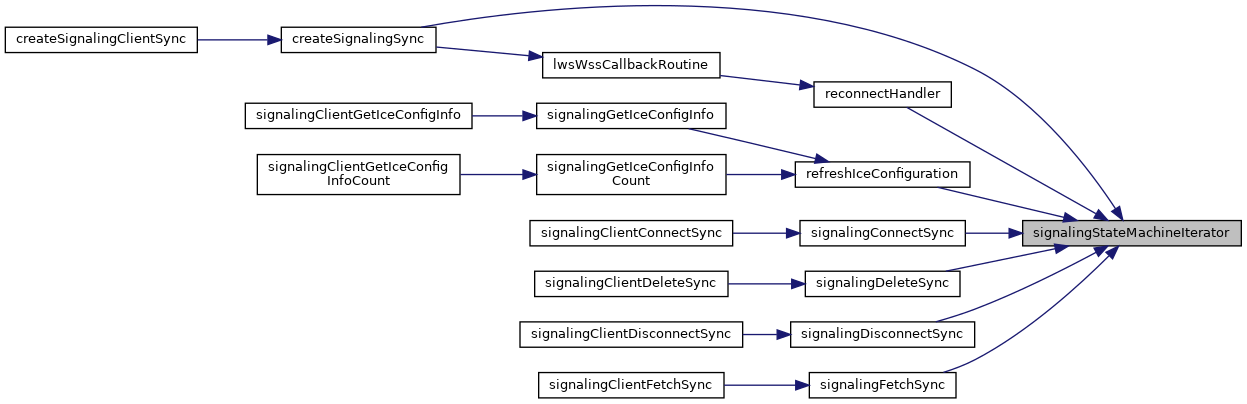 createSignalingClientSync
createSignalingSync
lwsWssCallbackRoutine
reconnectHandler
signalingClientGetIceConfigInfo
signalingGetIceConfigInfo
signalingClientGetIceConfig
InfoCount
signalingGetIceConfigInfo
Count
refreshIceConfiguration
signalingClientConnectSync
signalingConnectSync
signalingStateMachineIterator
signalingClientDeleteSync
signalingDeleteSync
signalingClientDisconnectSync
signalingDisconnectSync
signalingClientFetchSync
signalingFetchSync